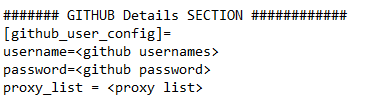 ####### GITHUB Details SECTION ############
[github_user_config]=
username=<github usernames>
password=<github password>
proxy_list = <proxy list>